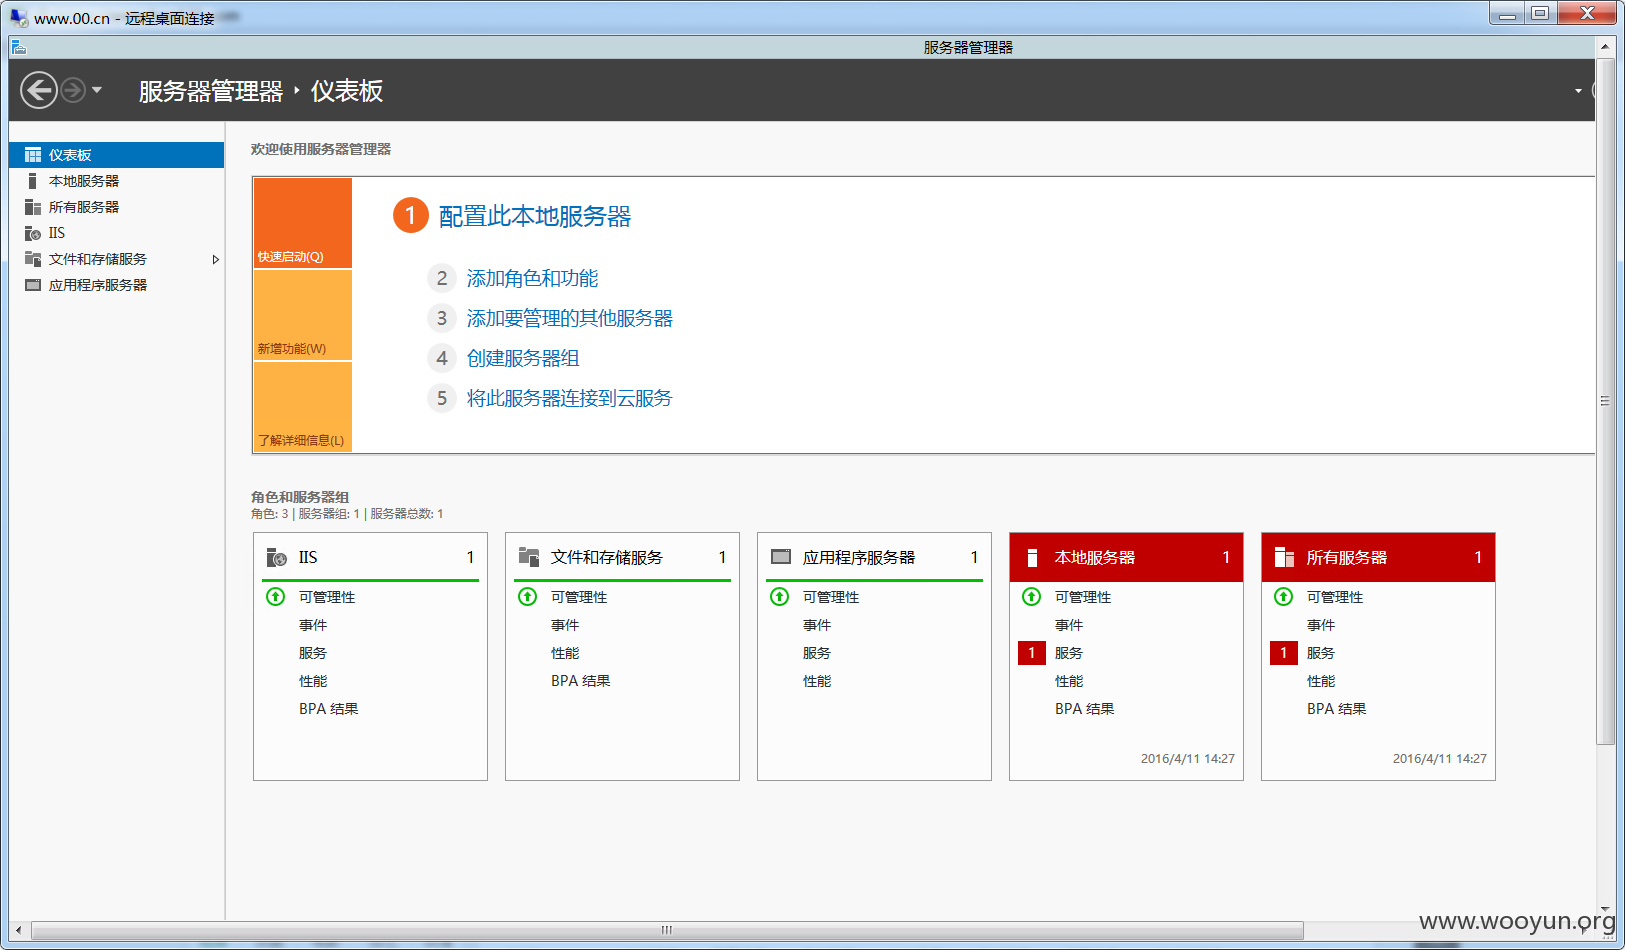 www.00.cn - 远程桌面连接
服务器管理器
服务器管理器 · 仪表板
仪表板
本地服务器
所有服务器
IIS
文件和存储服务
应用程序服务器
欢迎使用服务器管理器
快速启动(Q)
新增功能(W)
了解详细信息(L)
1 配置此本地服务器
2 添加角色和功能
3 添加要管理的其他服务器
4 创建服务器组
5 将此服务器连接到云服务
角色和服务器组
角色: 3 | 服务器组: 1 | 服务器总数: 1
IIS 1
可管理性
事件
服务
性能
BPA 结果
文件和存储服务 1
可管理性
事件
性能
BPA 结果
应用程序服务器 1
可管理性
事件
服务
性能
本地服务器 1
可管理性
事件
1 服务
性能
BPA 结果
2016/4/11 14:27
所有服务器 1
可管理性
事件
1 服务
性能
BPA 结果
2016/4/11 14:27
www.wooyun.org